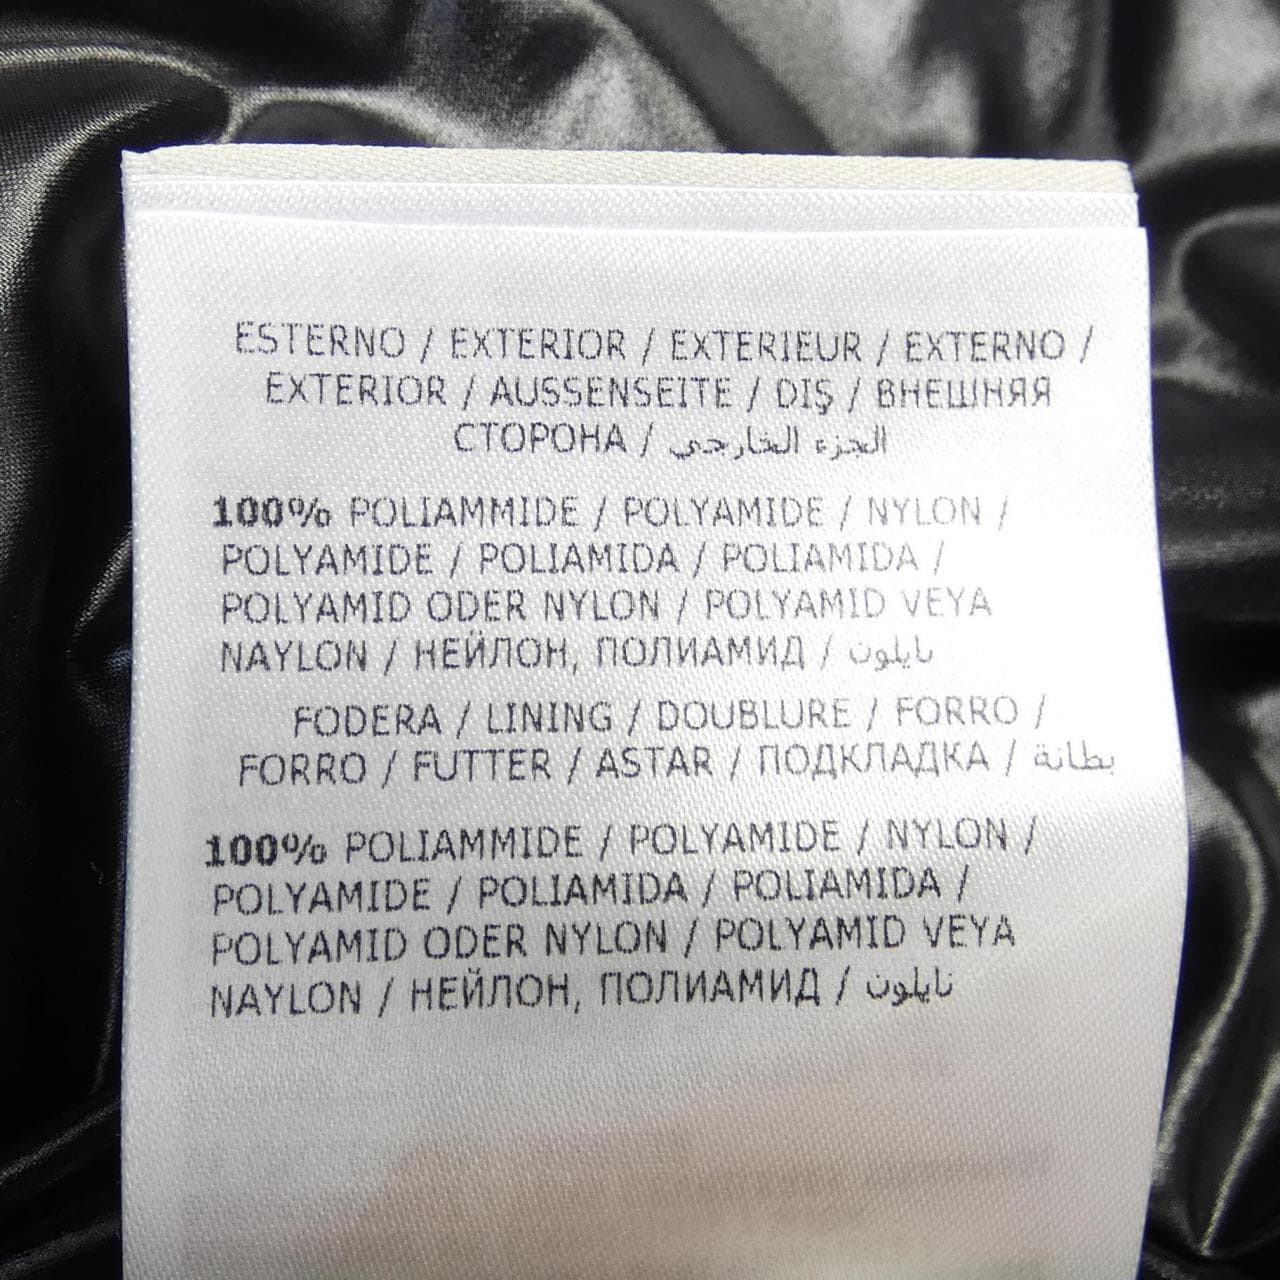 ESTERNO / EXTERIOR / EXTERIEUR / EXTERNO /
EXTERIOR / AUSSENSEITE / DIŞ / ВНЕШНЯЯ
СТОРОНА / الجزء الخارجي
100% POLIAMMIDE / POLYAMIDE / NYLON /
POLYAMIDE / POLIAMIDA / POLIAMIDA /
POLYAMID ODER NYLON / POLYAMID VEYA
NAYLON / НЕЙЛОН, ПОЛИАМИД / نايلون
FODERA / LINING / DOUBLURE / FORRO /
FORRO / FUTTER / ASTAR / ПОДКЛАДКА / بطانة
100% POLIAMMIDE / POLYAMIDE / NYLON /
POLYAMIDE / POLIAMIDA / POLIAMIDA /
POLYAMID ODER NYLON / POLYAMID VEYA
NAYLON / НЕЙЛОН, ПОЛИАМИД / نايلون